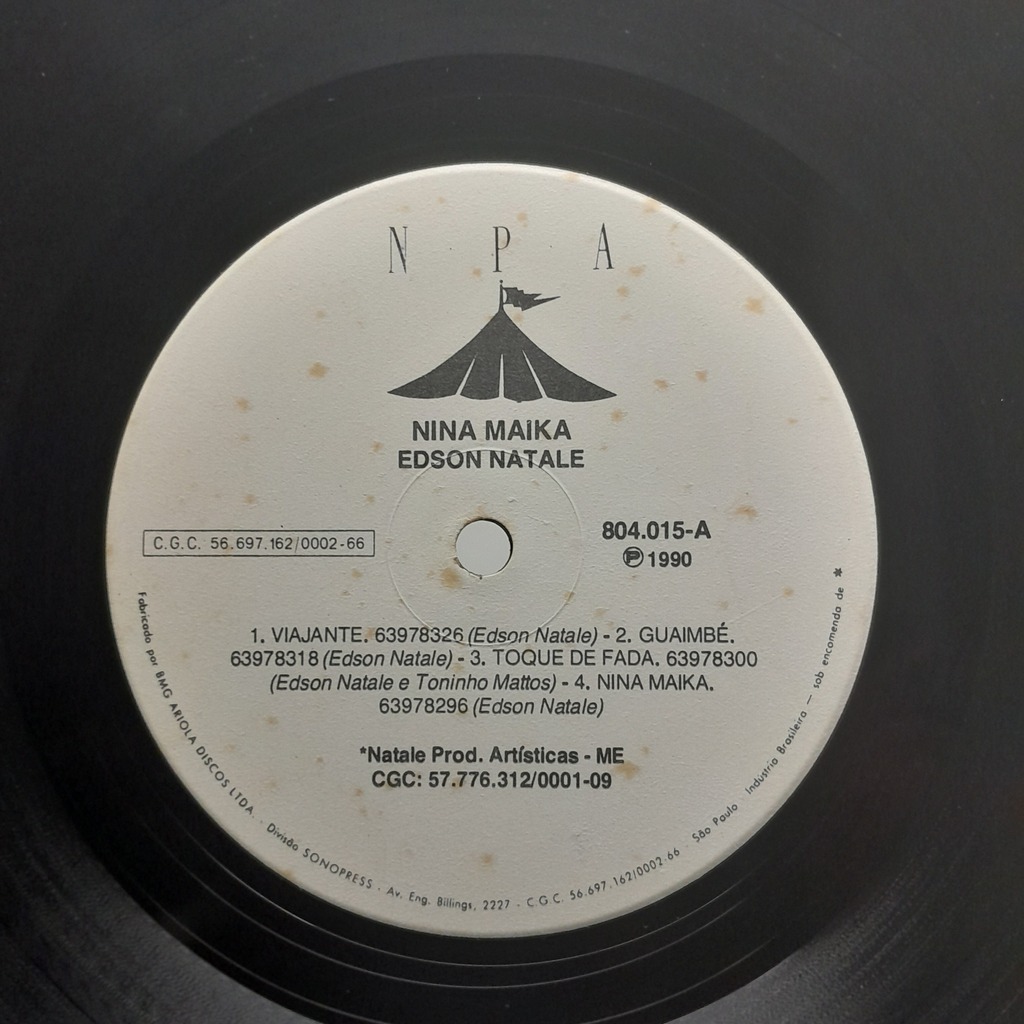 N P A
NINA MAIKA
EDSON NATALE
C.G.C. 56.697.162/0002-66
804.015-A
Ⓟ 1990
1. VIAJANTE. 63978326 (Edson Natale) - 2. GUAIMBÉ.
63978318 (Edson Natale) - 3. TOQUE DE FADA. 63978300
(Edson Natale e Toninho Mattos) - 4. NINA MAIKA.
63978296 (Edson Natale)
*Natale Prod. Artísticas - ME
CGC: 57.776.312/0001-09
Fabricado por BMG ARIOLA DISCOS LTDA. - Divisão SONOPRESS - Av. Eng. Billings, 2227 - C.G.C. 56.697.162/0002-66 - São Paulo - Indústria Brasileira — sob encomenda de *